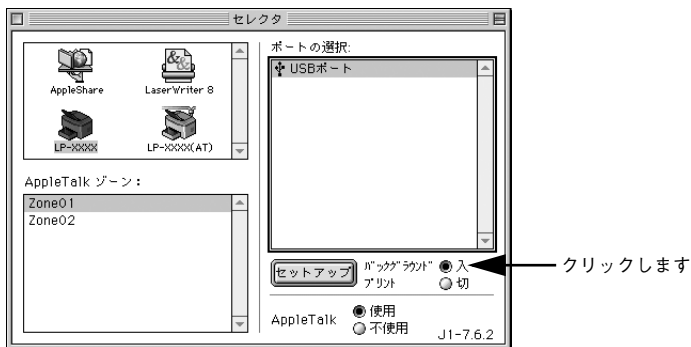 セレクタ
AppleShare
LaserWriter 8
LP-XXXX
LP-XXXX(AT)
AppleTalk ゾーン：
Zone01
Zone02
ポートの選択:
USBポート
セットアップ
バックグラウンド
プリント
入
切
AppleTalk
使用
不使用
J1-7.6.2
クリックします